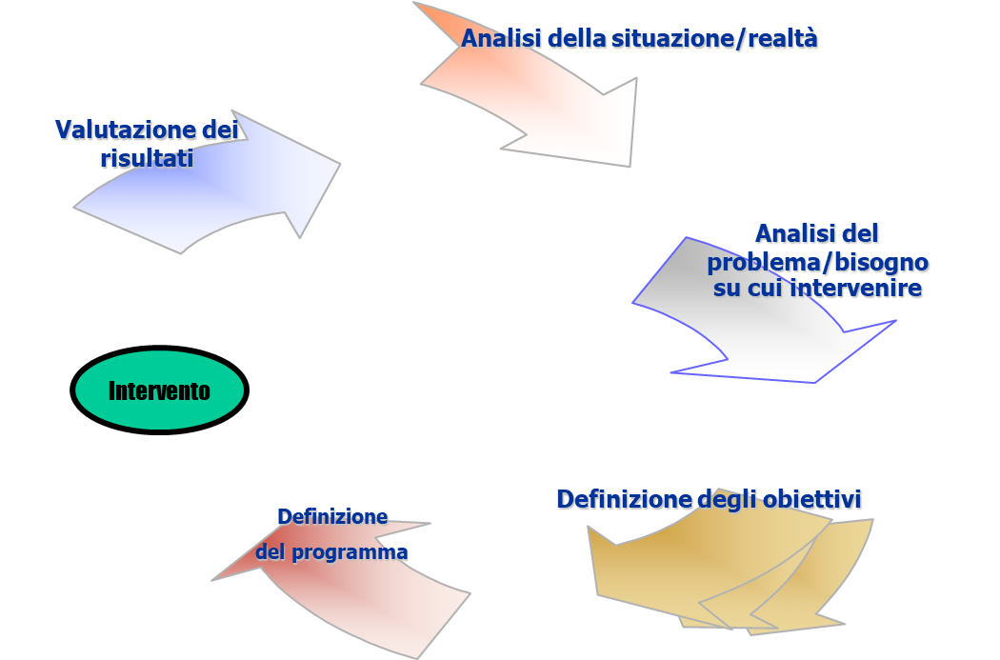 Analisi della situazione/realtà
Valutazione dei
risultati
Analisi del
problema/bisogno
su cui intervenire
Intervento
Definizione degli obiettivi
Definizione
del programma